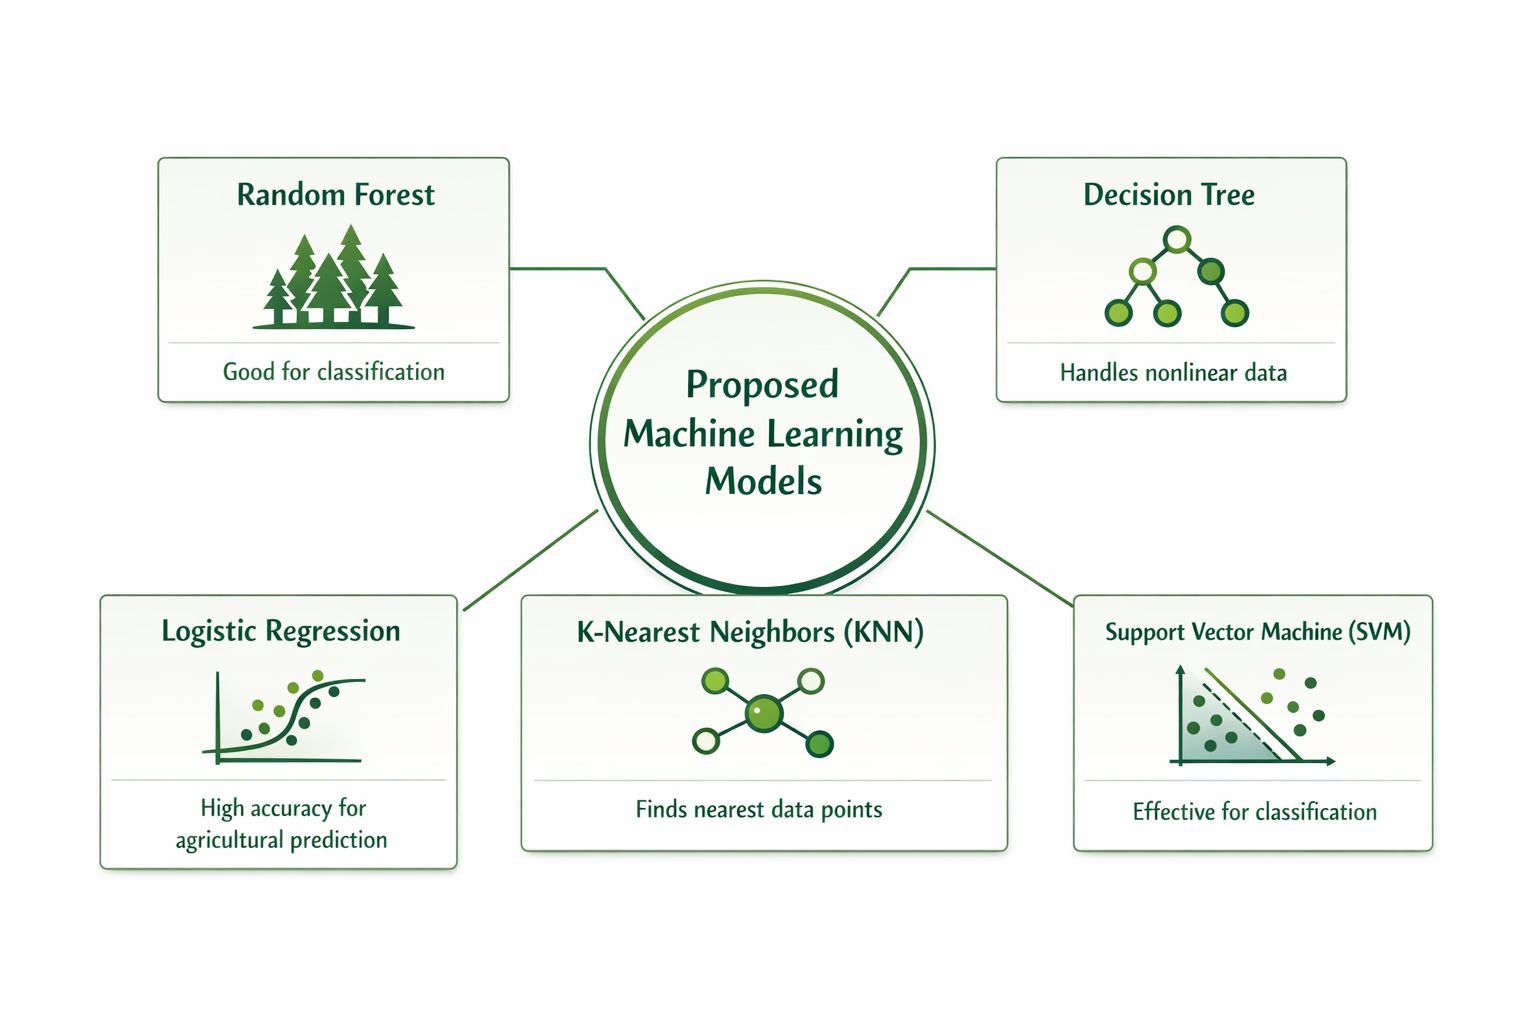 Random Forest
Good for classification
Decision Tree
Handles nonlinear data
Proposed
Machine Learning
Models
Logistic Regression
High accuracy for
agricultural prediction
K-Nearest Neighbors (KNN)
Finds nearest data points
Support Vector Machine (SVM)
Effective for classification